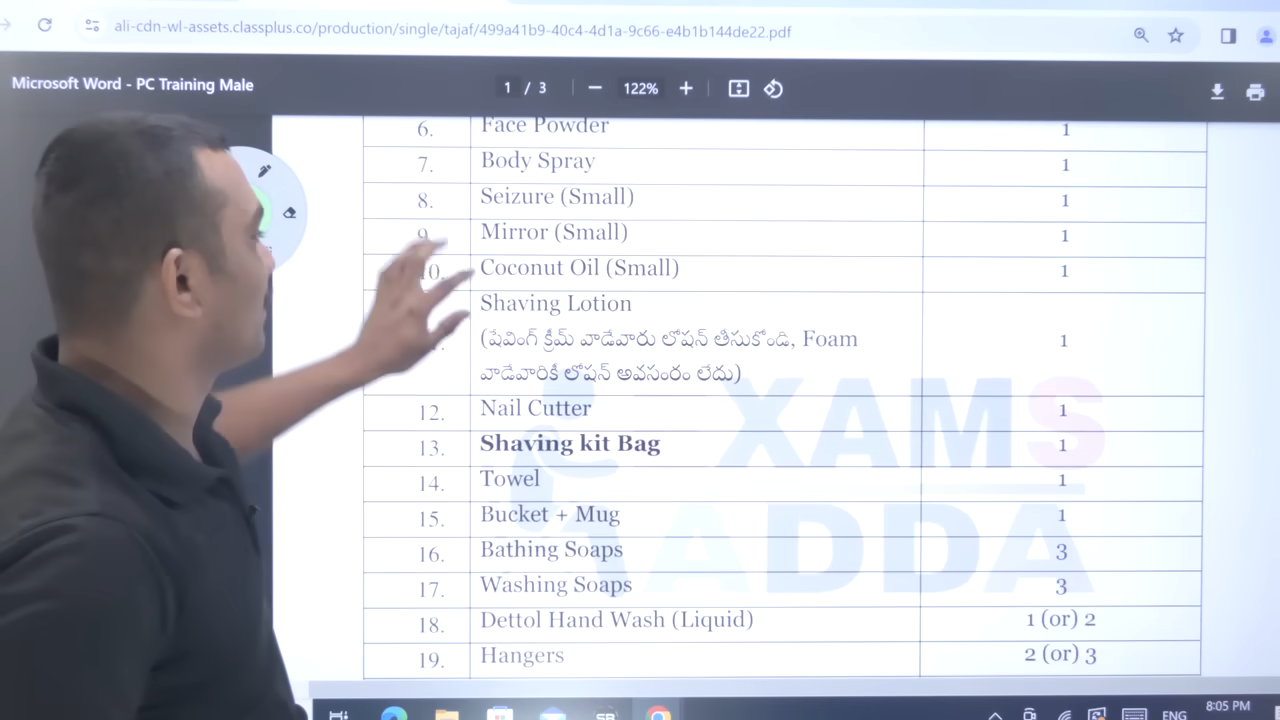 ali-cdn-wl-assets.classplus.co/production/single/tajaf/499a41b9-40c4-4d1a-9c66-e4b1b144de22.pdf
Microsoft Word - PC Training Male
1 / 3
122%
6. Face Powder 1
7. Body Spray 1
8. Seizure (Small) 1
9. Mirror (Small) 1
10. Coconut Oil (Small) 1
Shaving Lotion
(షేవింగ్ క్రీమ్ వాడేవారు లోషన్ తీసుకోండి, Foam 1
వాడేవారికి లోషన్ అవసరం లేదు)
12. Nail Cutter 1
13. Shaving kit Bag 1
14. Towel 1
15. Bucket + Mug 1
16. Bathing Soaps 3
17. Washing Soaps 3
18. Dettol Hand Wash (Liquid) 1 (or) 2
19. Hangers 2 (or) 3
XAMS
ADDA
ENG
8:05 PM